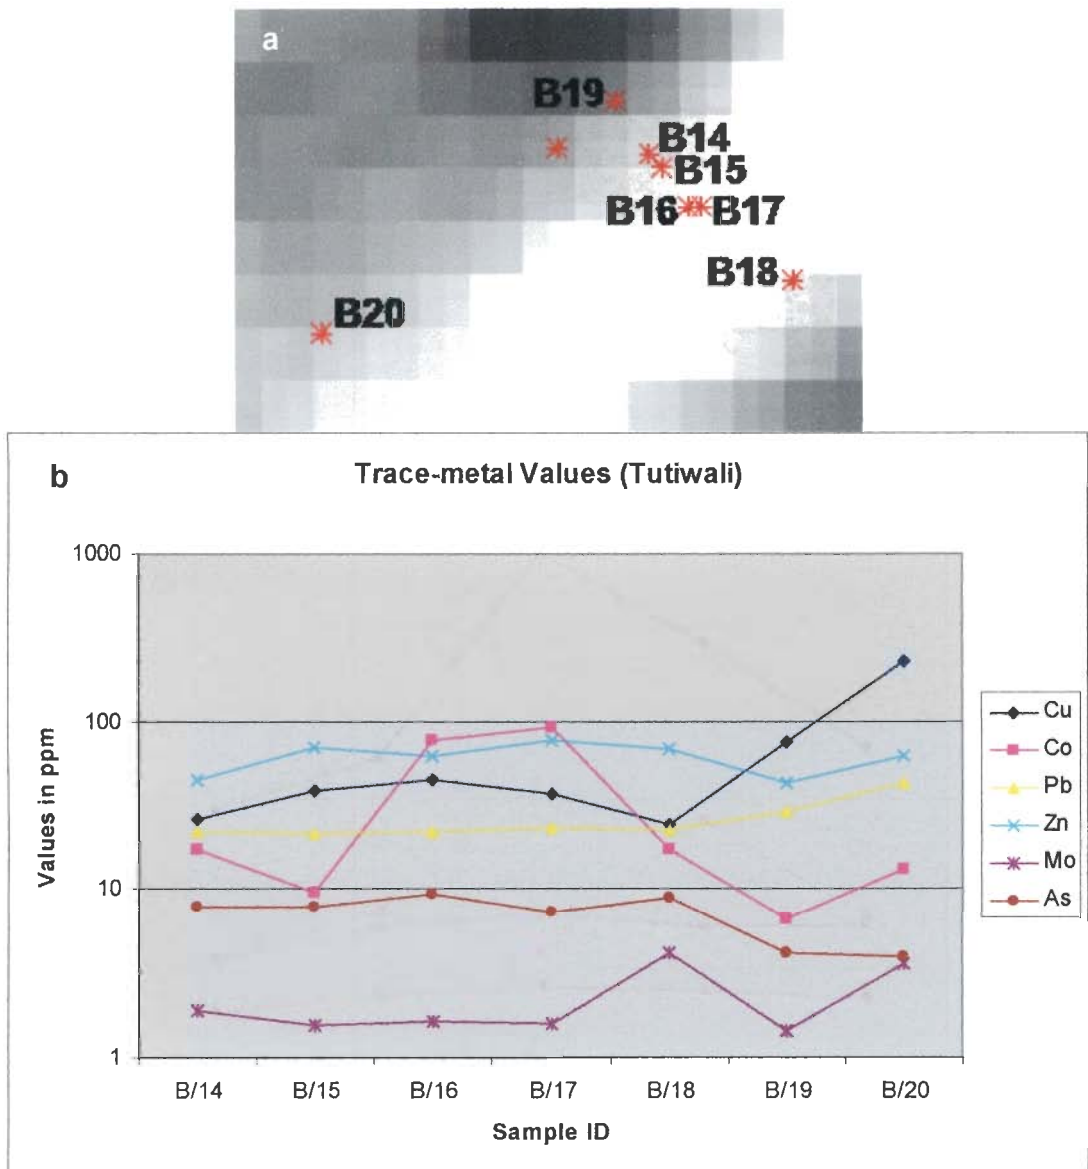 a
B19
B14
B15
B16 B17
B18
B20
b
Trace-metal Values (Tutiwali)
1000
100
10
1
Values in ppm
B/14 B/15 B/16 B/17 B/18 B/19 B/20
Sample ID
Cu
Co
Pb
Zn
Mo
As